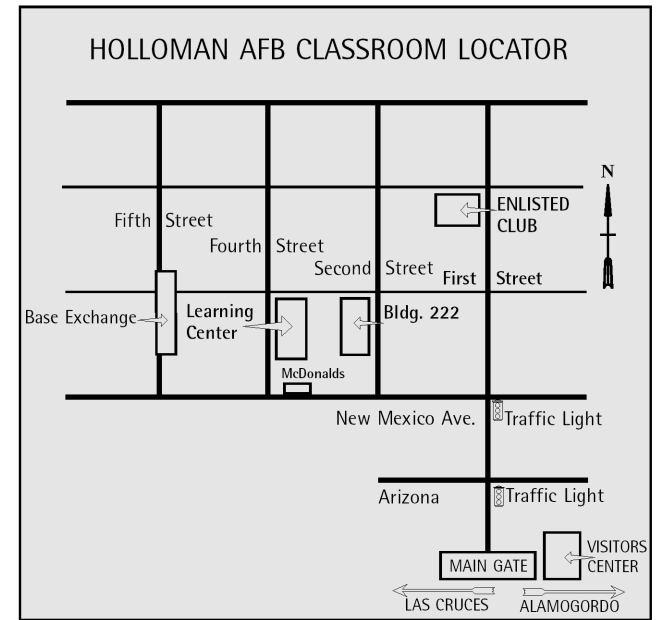 HOLLOMAN AFB CLASSROOM LOCATOR
N
ENLISTED
CLUB
Fifth Street
Fourth Street
Second Street
First Street
Base Exchange
Learning
Center
Bldg. 222
McDonalds
New Mexico Ave.
Traffic Light
Arizona
Traffic Light
VISITORS
CENTER
MAIN GATE
LAS CRUCES
ALAMOGORDO